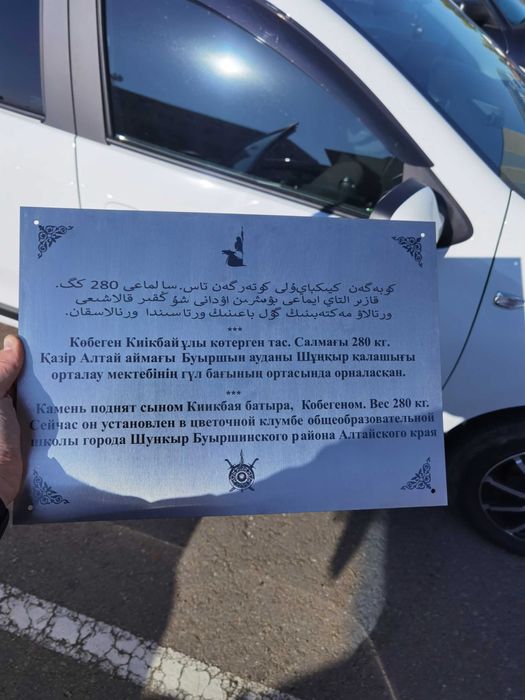 كوبەگەن كيىكبايۇلى كوتەرگەن تاس. سالماعى 280 كگ.
قازىر التاي ايماعى بۋىرشىن اۋدانى شۇڭقىر قالاشىعى
ورتالاۋ مەكتەبىنىڭ گۇل باعىنىڭ ورتاسىندا ورنالاسقان.
***
Көбеген Киікбайұлы көтерген тас. Салмағы 280 кг.
Қазір Алтай аймағы Буыршын ауданы Шұңқыр қалашығы
орталау мектебінің гүл бағының ортасында орналасқан.
***
Камень поднят сыном Киикбая батыра, Кобегеном. Вес 280 кг.
Сейчас он установлен в цветочной клумбе общеобразовательной
школы города Шункыр Буыршинского района Алтайского края